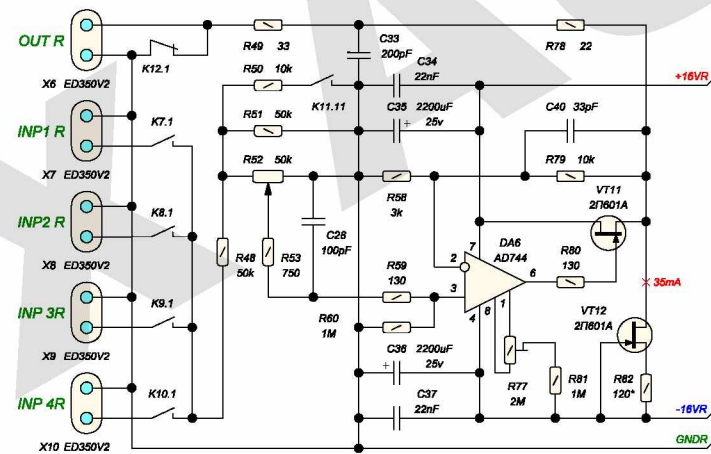 OUT R
X6 ED350V2
K12.1
R49 33
C33
200pF
R78 22
R50 10k
K11.11
C34
22nF
+16VR
INP1 R
X7 ED350V2
K7.1
R51 50k
C35 2200uF
25v
C40 33pF
R52 50k
R58
3k
R79 10k
VT11
2П601А
INP2 R
X8 ED350V2
K8.1
R48
50k
R53
750
C28
100pF
7
DA6
AD744
2
3
6
4
8
1
R80
130
35mA
R59
130
R60
1M
VT12
2П601А
INP 3R
X9 ED350V2
K9.1
C36 2200uF
25v
R77
2M
R81
1M
R82
120*
INP 4R
X10 ED350V2
K10.1
C37
22nF
-16VR
GNDR